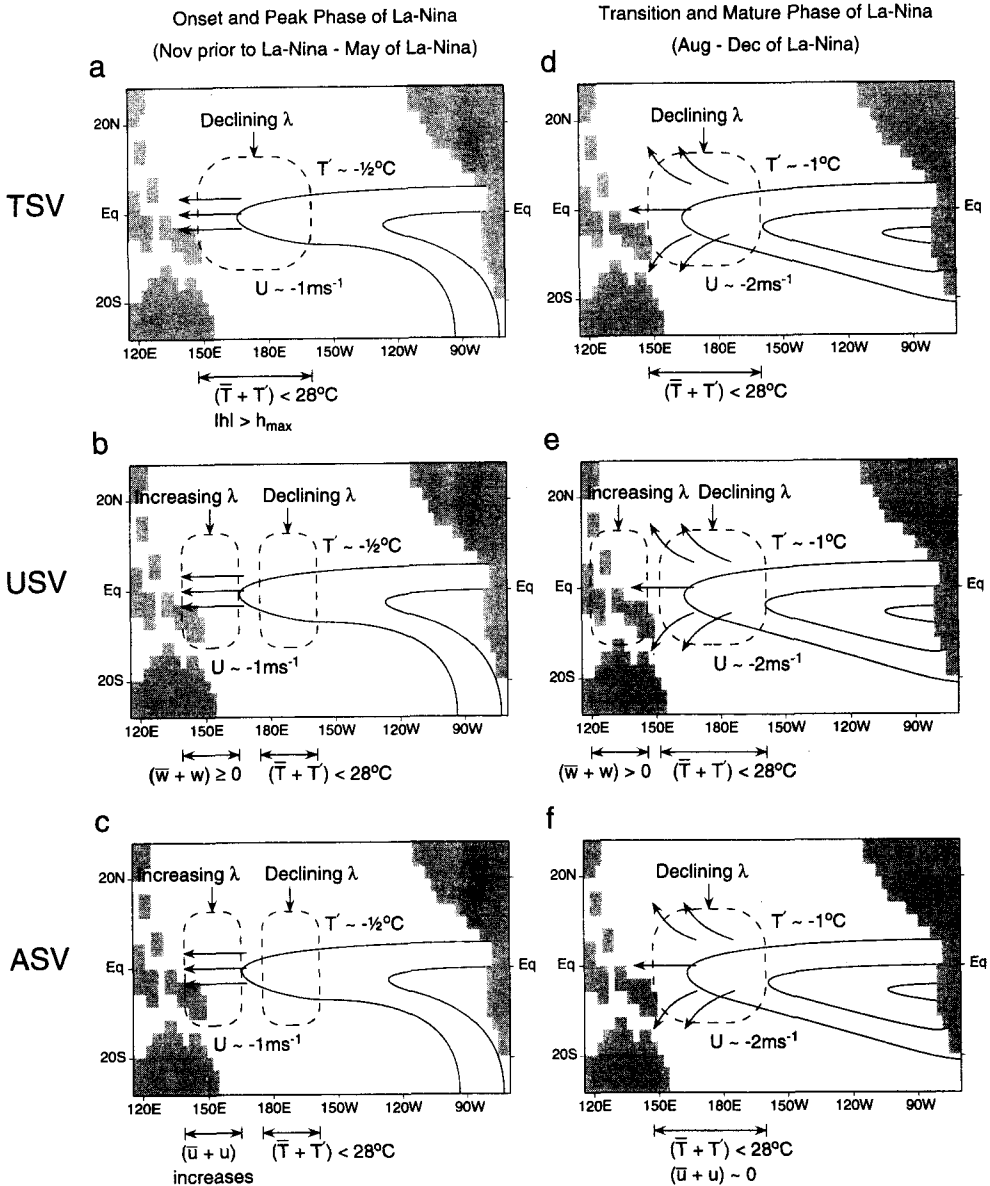 Onset and Peak Phase of La-Nina
(Nov prior to La-Nina - May of La-Nina)
Transition and Mature Phase of La-Nina
(Aug - Dec of La-Nina)
TSV
a
Declining λ
T′ ~ -½°C
U ~ -1ms⁻¹
20N
Eq
20S
Eq
120E 150E 180E 150W 120W 90W
(T̅ + T′) < 28°C
|h| > hmax
d
Declining λ
T′ ~ -1°C
U ~ -2ms⁻¹
20N
Eq
20S
120E 150E 180E 150W 120W 90W
(T̅ + T′) < 28°C
USV
b
Increasing λ Declining λ
T′ ~ -½°C
U ~ -1ms⁻¹
20N
Eq
20S
Eq
120E 150E 180E 150W 120W 90W
(w̅ + w) ≥ 0 (T̅ + T′) < 28°C
e
Increasing λ Declining λ
T′ ~ -1°C
U ~ -2ms⁻¹
20N
Eq
20S
120E 150E 180E 150W 120W 90W
(w̅ + w) > 0 (T̅ + T′) < 28°C
ASV
c
Increasing λ Declining λ
T′ ~ -½°C
U ~ -1ms⁻¹
20N
Eq
20S
Eq
120E 150E 180E 150W 120W 90W
(u̅ + u) (T̅ + T′) < 28°C
increases
f
Declining λ
T′ ~ -1°C
U ~ -2ms⁻¹
20N
Eq
20S
120E 150E 180E 150W 120W 90W
(T̅ + T′) < 28°C
(u̅ + u) ~ 0